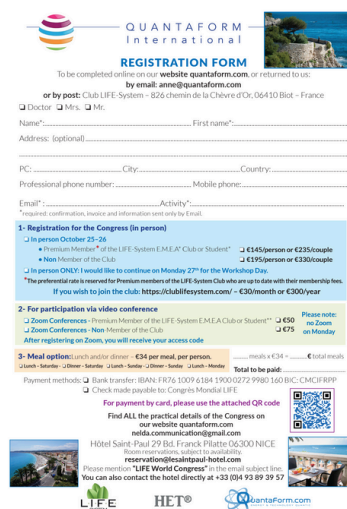 QUANTAFORM
International
REGISTRATION FORM
To be completed online on our website quantaform.com, or returned to us:
by email: anne@quantaform.com
or by post: Club LIFE-System – 826 chemin de la Chèvre d'Or, 06410 Biot – France
❑ Doctor ❑ Mrs. ❑ Mr.
Name*: First name*:
Address: (optional)
PC: City: Country:
Professional phone number: Mobile phone:
Email*: Activity*:
*required: confirmation, invoice and information sent only by Email.
1- Registration for the Congress (in person)
❑ In person October 25–26
• Premium Member* of the LIFE-System E.M.E.A* Club or Student* ❑ €145/person or €235/couple
• Non Member of the Club ❑ €195/person or €330/couple
❑ In person ONLY: I would like to continue on Monday 27th for the Workshop Day.
*The preferential rate is reserved for Premium members of the LIFE-System Club who are up to date with their membership fees.
If you wish to join the club: https://clublifesystem.com/ – €30/month or €300/year
2- For participation via video conference
❑ Zoom Conferences - Premium Member of the LIFE-System E.M.E.A Club or Student** ❑ €50
❑ Zoom Conferences - Non Member of the Club ❑ €75
After registering on Zoom, you will receive your access code
Please note:
no Zoom
on Monday
3- Meal option: Lunch and/or dinner - €34 per meal, per person. meals x €34 = € total meals
❑ Lunch - Saturday - ❑ Dinner - Saturday ❑ Lunch - Sunday - ❑ Dinner - Sunday ❑ Lunch - Monday
Total to be paid:
Payment methods: ❑ Bank transfer: IBAN: FR76 1009 6184 1900 0272 9980 160 BIC: CMCIFRPP
❑ Check made payable to: Congrès Mondial LIFE
For payment by card, please use the attached QR code
Find ALL the practical details of the Congress on
our website quantaform.com
nelda.communication@gmail.com
Hôtel Saint-Paul 29 Bd. Franck Pilatte 06300 NICE
Room reservations, subject to availability.
reservation@lesaintpaul-hotel.com
Please mention "LIFE World Congress" in the email subject line.
You can also contact the hotel directly at +33 (0)4 93 89 39 57
LIFE
HET®
QuantaForm.com